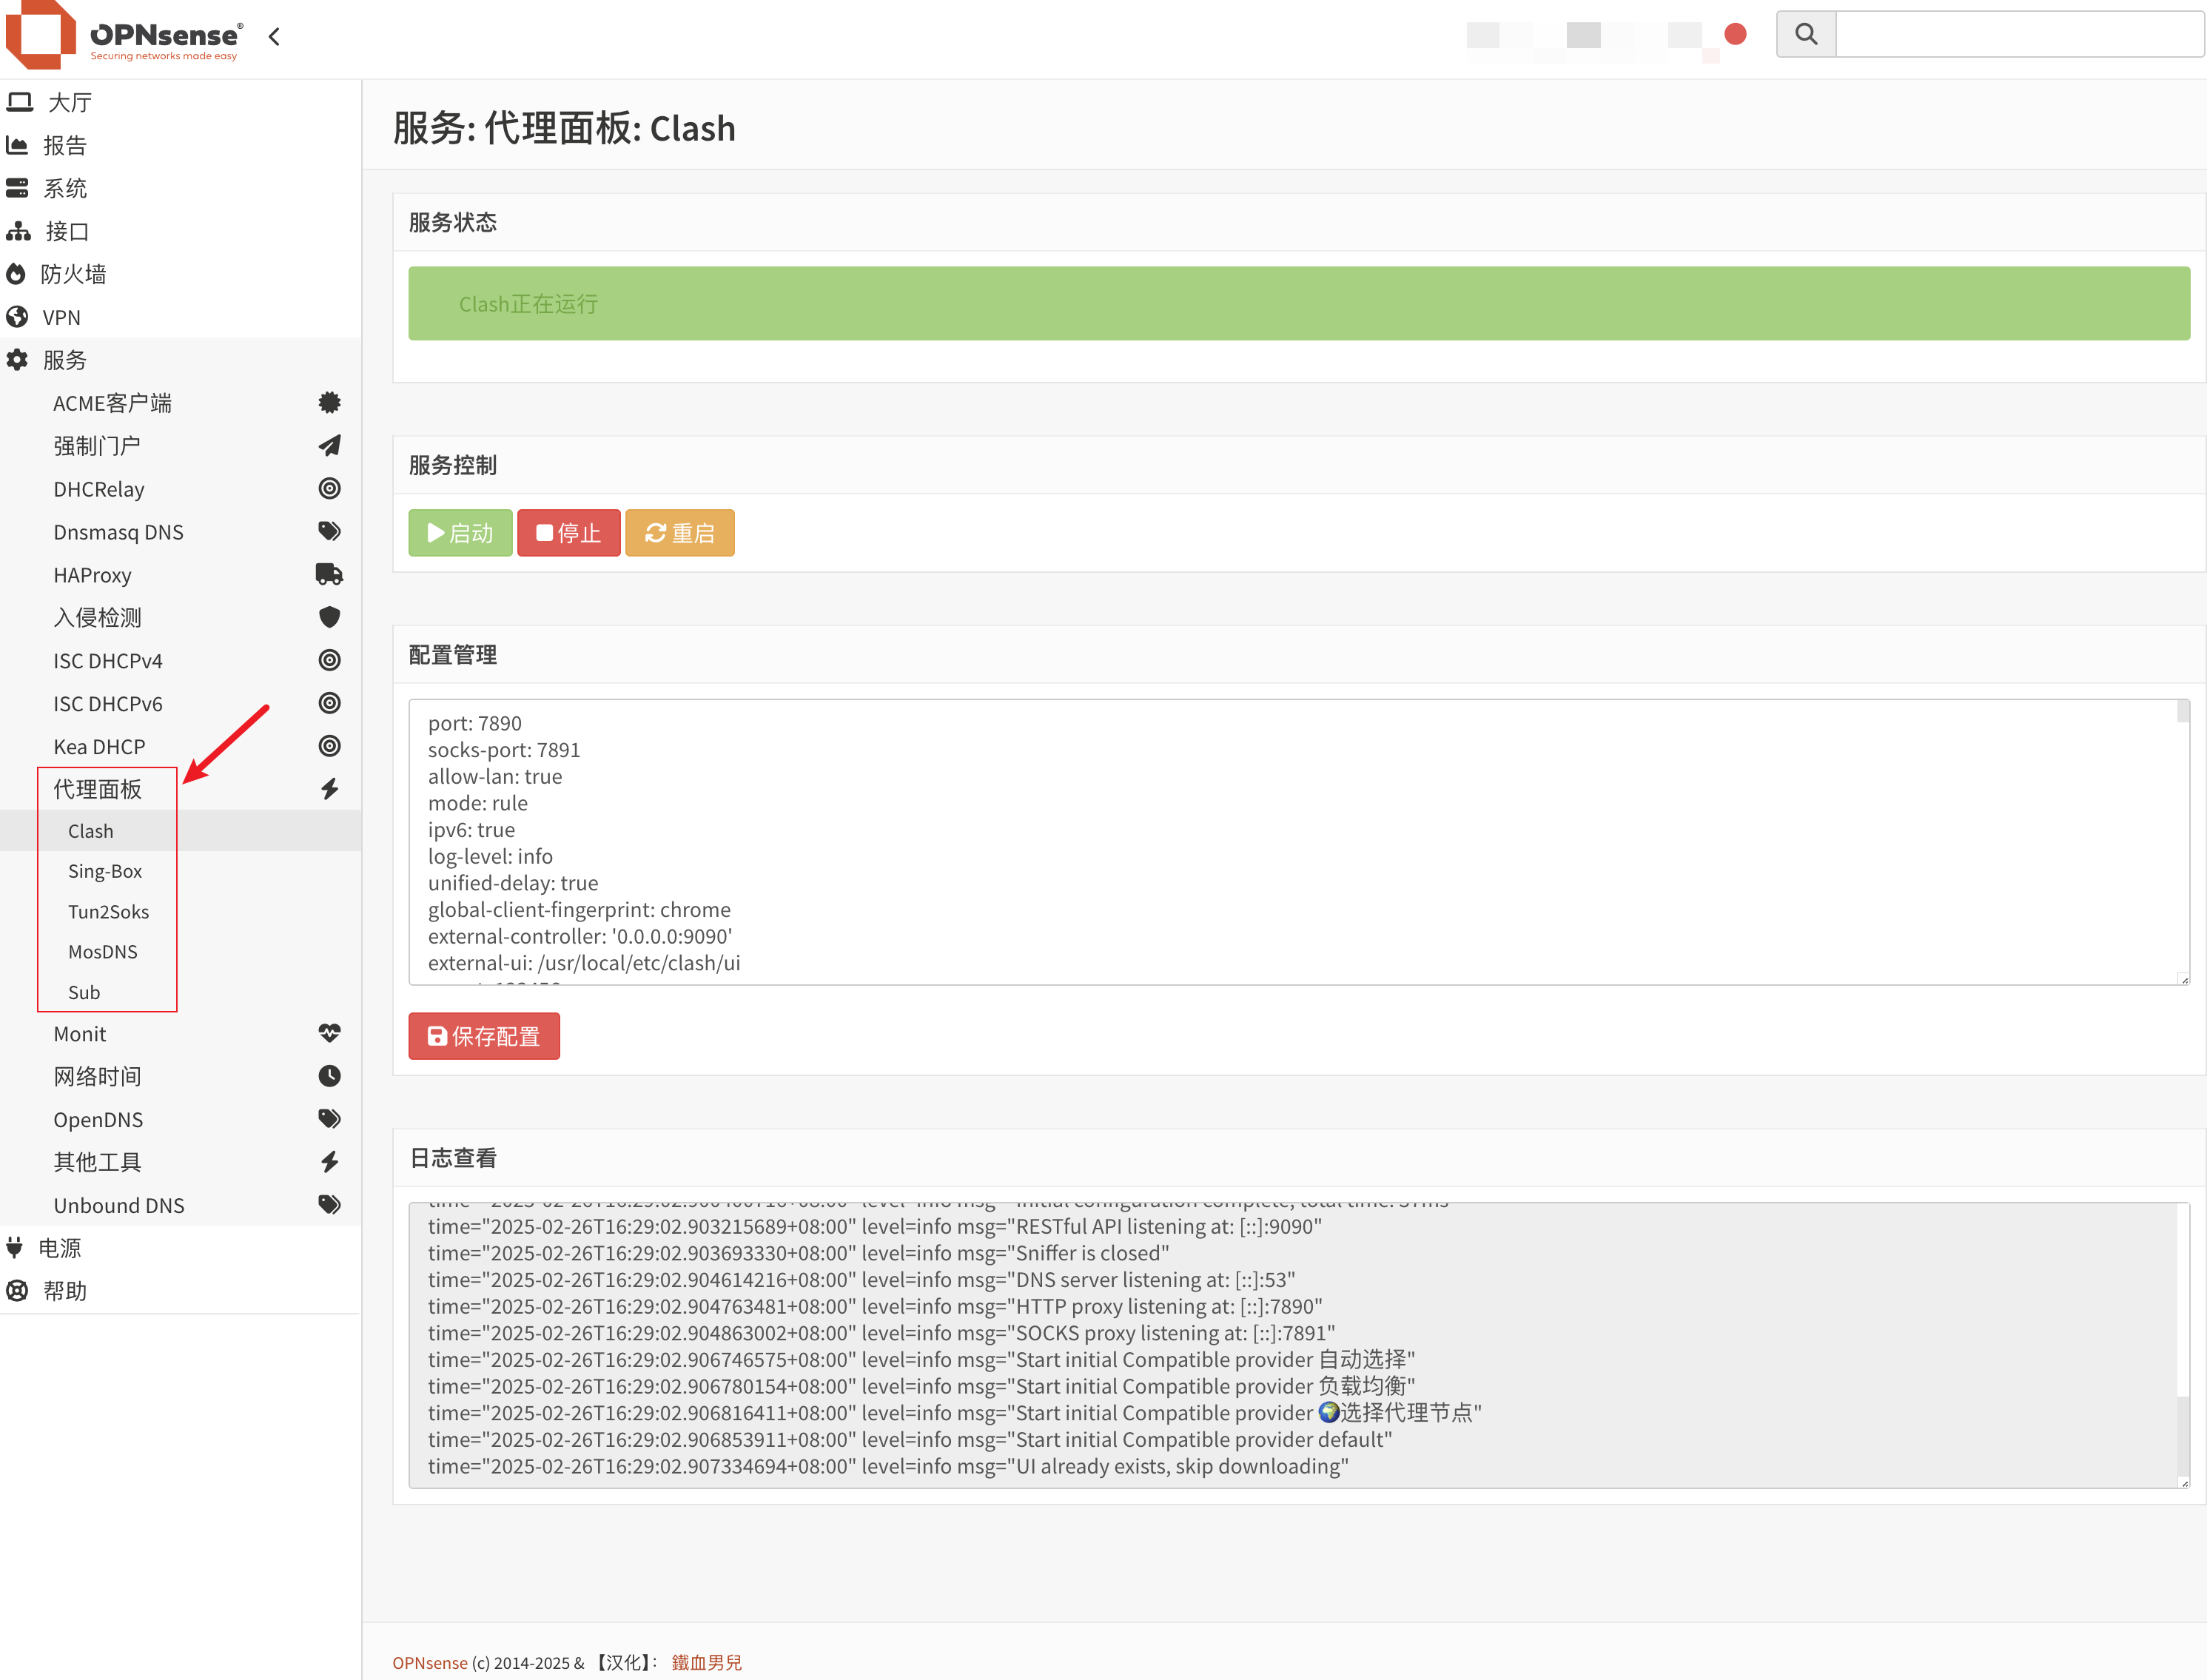 OPNsense®
Securing networks made easy
大厅
报告
系统
接口
防火墙
VPN
服务
ACME客户端
强制门户
DHCRelay
Dnsmasq DNS
HAProxy
入侵检测
ISC DHCPv4
ISC DHCPv6
Kea DHCP
代理面板
Clash
Sing-Box
Tun2Soks
MosDNS
Sub
Monit
网络时间
OpenDNS
其他工具
Unbound DNS
电源
帮助
服务: 代理面板: Clash
服务状态
Clash正在运行
服务控制
启动 停止 重启
配置管理
port: 7890
socks-port: 7891
allow-lan: true
mode: rule
ipv6: true
log-level: info
unified-delay: true
global-client-fingerprint: chrome
external-controller: '0.0.0.0:9090'
external-ui: /usr/local/etc/clash/ui
保存配置
日志查看
level=info msg="Initial configuration complete, total time: 37ms"
time="2025-02-26T16:29:02.903215689+08:00" level=info msg="RESTful API listening at: [::]:9090"
time="2025-02-26T16:29:02.903693330+08:00" level=info msg="Sniffer is closed"
time="2025-02-26T16:29:02.904614216+08:00" level=info msg="DNS server listening at: [::]:53"
time="2025-02-26T16:29:02.904763481+08:00" level=info msg="HTTP proxy listening at: [::]:7890"
time="2025-02-26T16:29:02.904863002+08:00" level=info msg="SOCKS proxy listening at: [::]:7891"
time="2025-02-26T16:29:02.906746575+08:00" level=info msg="Start initial Compatible provider 自动选择"
time="2025-02-26T16:29:02.906780154+08:00" level=info msg="Start initial Compatible provider 负载均衡"
time="2025-02-26T16:29:02.906816411+08:00" level=info msg="Start initial Compatible provider 🌍选择代理节点"
time="2025-02-26T16:29:02.906853911+08:00" level=info msg="Start initial Compatible provider default"
time="2025-02-26T16:29:02.907334694+08:00" level=info msg="UI already exists, skip downloading"
OPNsense (c) 2014-2025 & 【汉化】: 鐵血男兒